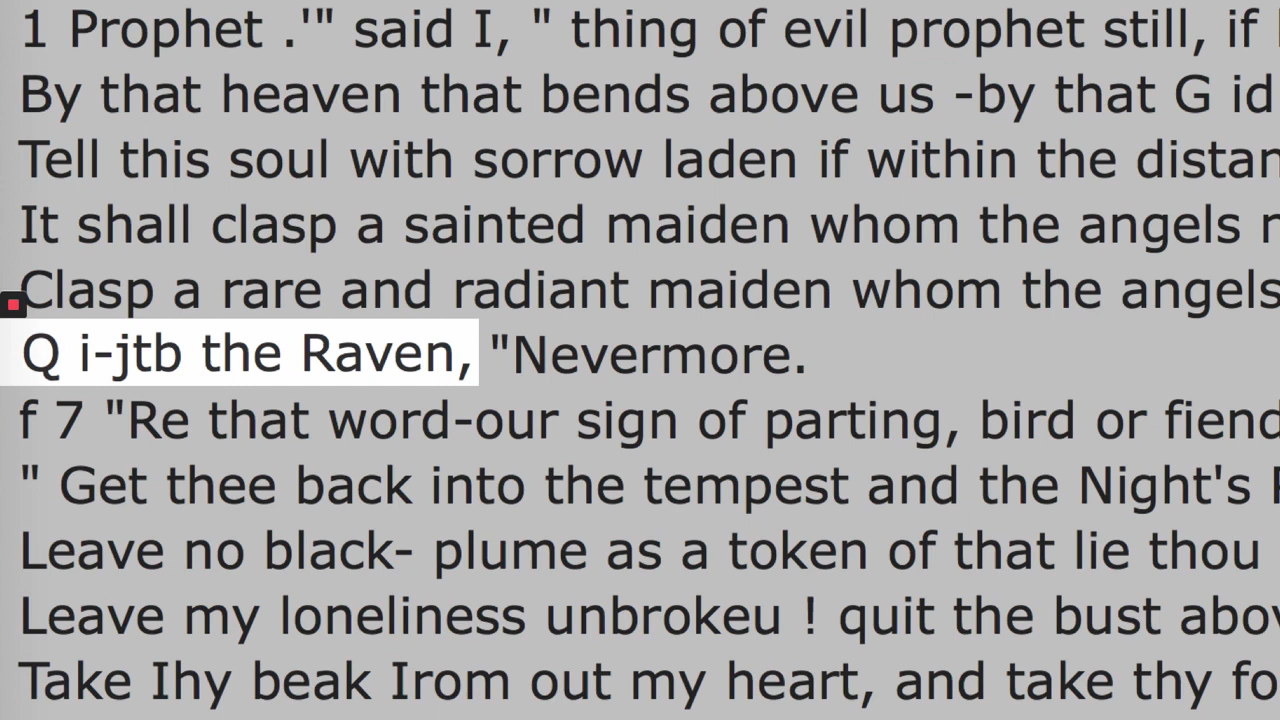 1 Prophet .'" said I, " thing of evil prophet still, if
By that heaven that bends above us -by that G id
Tell this soul with sorrow laden if within the distan
It shall clasp a sainted maiden whom the angels
Clasp a rare and radiant maiden whom the angels
Q i-jtb the Raven, "Nevermore.
f 7 "Re that word-our sign of parting, bird or fiend
" Get thee back into the tempest and the Night's
Leave no black- plume as a token of that lie thou
Leave my loneliness unbrokeu ! quit the bust abov
Take Ihy beak Irom out my heart, and take thy fo